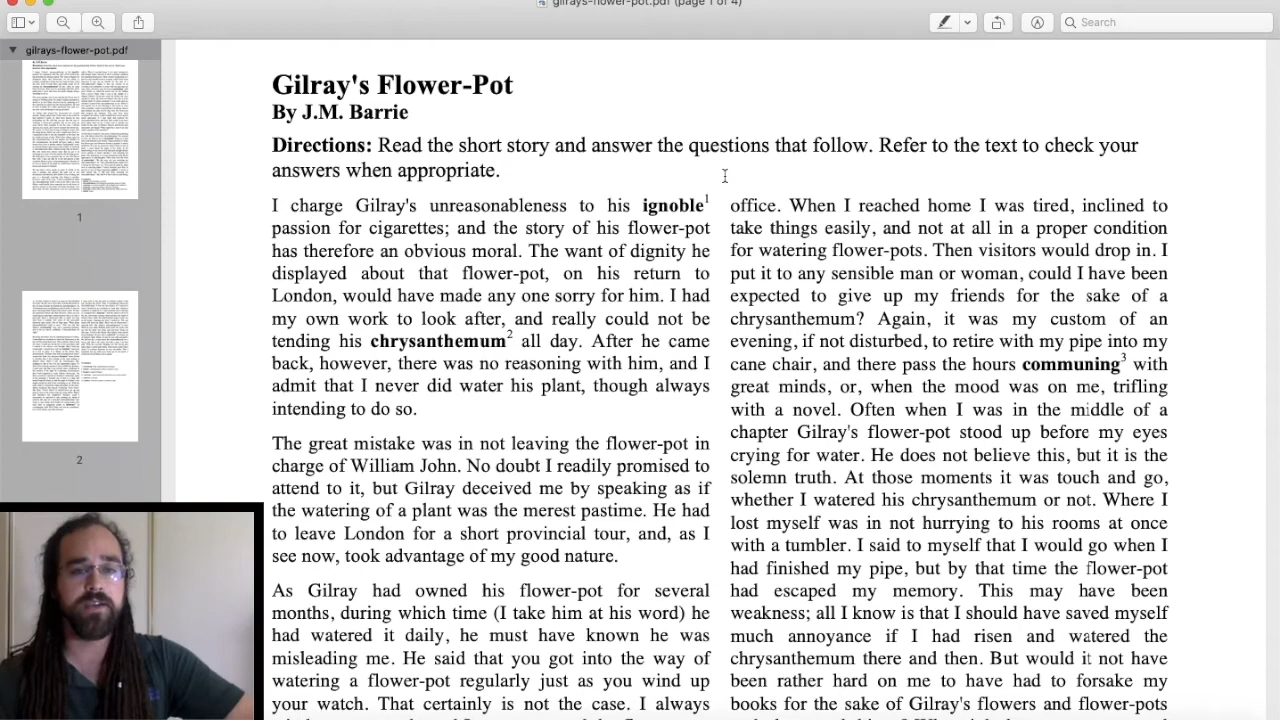 gilrays-flower-pot.pdf (page 1 of 4)
Search
gilrays-flower-pot.pdf
1
2
Gilray's Flower-Pot
By J.M. Barrie
Directions: Read the short story and answer the questions that follow. Refer to the text to check your
answers when appropriate.
I charge Gilray's unreasonableness to his ignoble1
passion for cigarettes; and the story of his flower-pot
has therefore an obvious moral. The want of dignity he
displayed about that flower-pot, on his return to
London, would have made any one sorry for him. I had
my own work to look after, and really could not be
tending his chrysanthemum2 all day. After he came
back, however, there was no reasoning with him, and I
admit that I never did water his plant, though always
intending to do so.
The great mistake was in not leaving the flower-pot in
charge of William John. No doubt I readily promised to
attend to it, but Gilray deceived me by speaking as if
the watering of a plant was the merest pastime. He had
to leave London for a short provincial tour, and, as I
see now, took advantage of my good nature.
As Gilray had owned his flower-pot for several
months, during which time (I take him at his word) he
had watered it daily, he must have known he was
misleading me. He said that you got into the way of
watering a flower-pot regularly just as you wind up
your watch. That certainly is not the case. I always
office. When I reached home I was tired, inclined to
take things easily, and not at all in a proper condition
for watering flower-pots. Then visitors would drop in. I
put it to any sensible man or woman, could I have been
expected to give up my friends for the sake of a
chrysanthemum? Again, it was my custom of an
evening, if not disturbed, to retire with my pipe into my
cane chair, and there pass the hours communing3 with
great minds, or, when the mood was on me, trifling
with a novel. Often when I was in the middle of a
chapter Gilray's flower-pot stood up before my eyes
crying for water. He does not believe this, but it is the
solemn truth. At those moments it was touch and go,
whether I watered his chrysanthemum or not. Where I
lost myself was in not hurrying to his rooms at once
with a tumbler. I said to myself that I would go when I
had finished my pipe, but by that time the flower-pot
had escaped my memory. This may have been
weakness; all I know is that I should have saved myself
much annoyance if I had risen and watered the
chrysanthemum there and then. But would it not have
been rather hard on me to have had to forsake my
books for the sake of Gilray's flowers and flower-pots